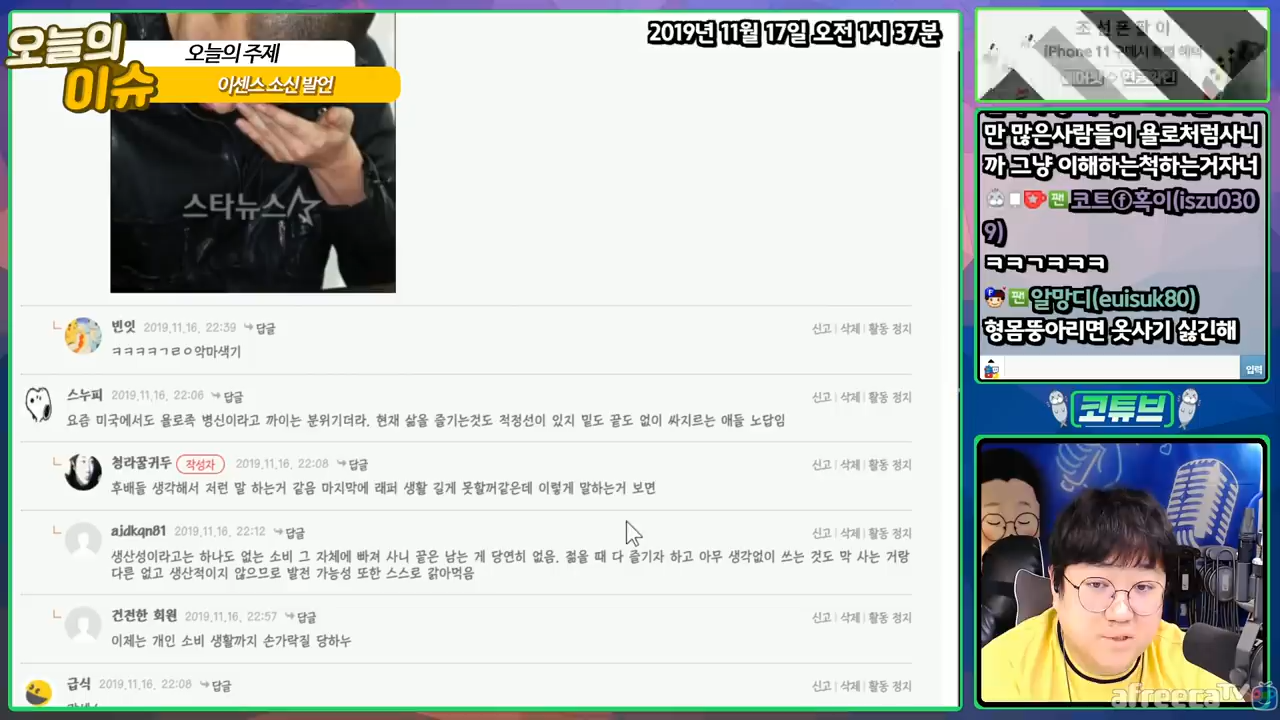 오늘의
이슈
오늘의 주제
이센스 소신 발언
2019년 11월 17일 오전 1시 37분
스타뉴스
빈잇 2019.11.16. 22:39 답글
신고 | 삭제 | 활동 정지
ㅋㅋㅋㅋㄱㄹㅇ악마색기
스누피 2019.11.16. 22:06 답글
신고 | 삭제 | 활동 정지
요즘 미국에서도 욜로족 병신이라고 까이는 분위기더라. 현재 삶을 즐기는것도 적정선이 있지 밑도 끝도 없이 싸지르는 애들 노답임
청라꿀귀두 작성자 2019.11.16. 22:08 답글
신고 | 삭제 | 활동 정지
후배들 생각해서 저런 말 하는거 같음 마지막에 래퍼 생활 길게 못할꺼같은데 이렇게 말하는거 보면
ajdkqn81 2019.11.16. 22:12 답글
신고 | 삭제 | 활동 정지
생산성이라고는 하나도 없는 소비 그 자체에 빠져 사니 끝은 남는 게 당연히 없음. 젊을 때 다 즐기자 하고 아무 생각없이 쓰는 것도 막 사는 거랑
다른 없고 생산적이지 않으므로 발전 가능성 또한 스스로 갉아먹음
건전한 회원 2019.11.16. 22:57 답글
신고 | 삭제 | 활동 정지
이제는 개인 소비 생활까지 손가락질 당하누
급식 2019.11.16. 22:08 답글
신고 | 삭제 | 활동 정지
조선폰팔이
iPhone 11
만 많은사람들이 욜로처럼사니
까 그냥 이해하는척하는거자너
팬 코트ⓕ혹이(iszu030
9)
ㅋㅋㄱㅋㅋㅋ
팬 알망디(euisuk80)
형몸뚱아리면 옷사기 싫긴해
입력
코튜브
afreecaTV